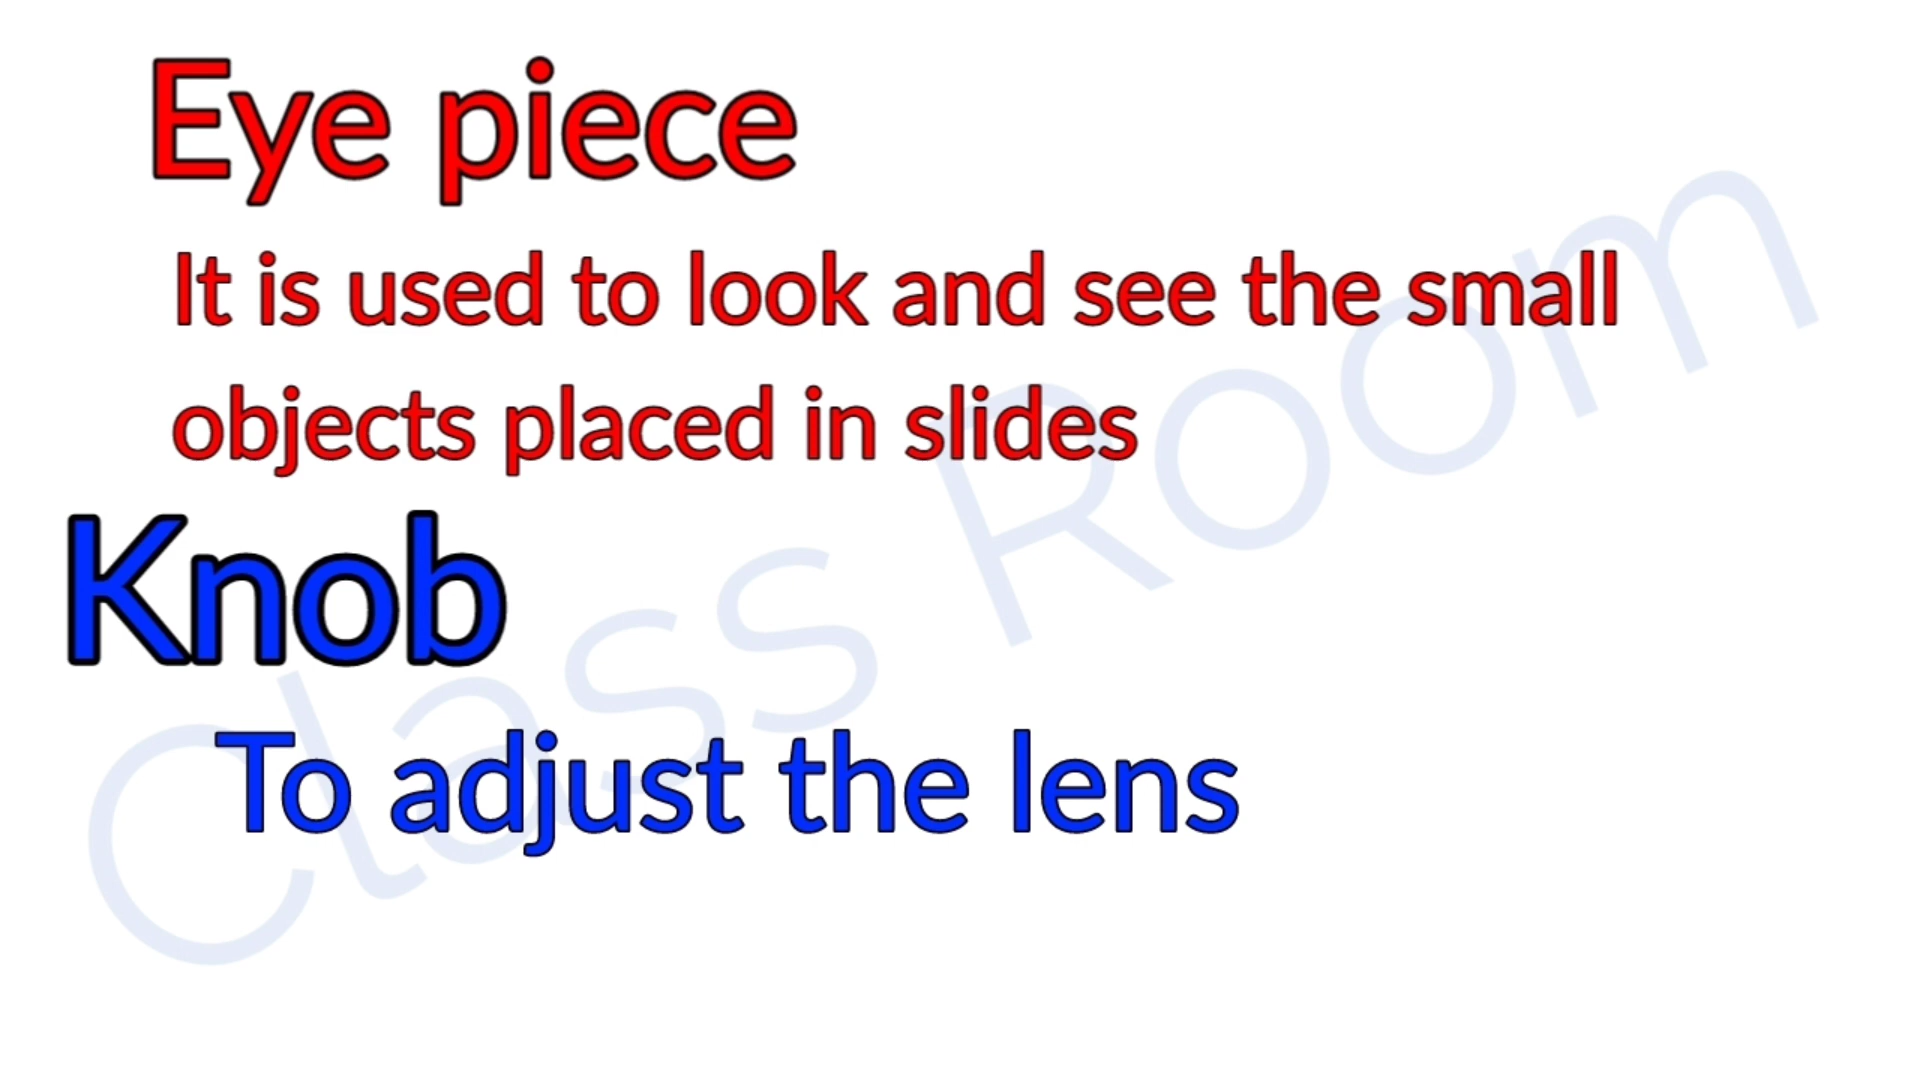 Eye piece
It is used to look and see the small
objects placed in slides
Knob
To adjust the lens
Class Room